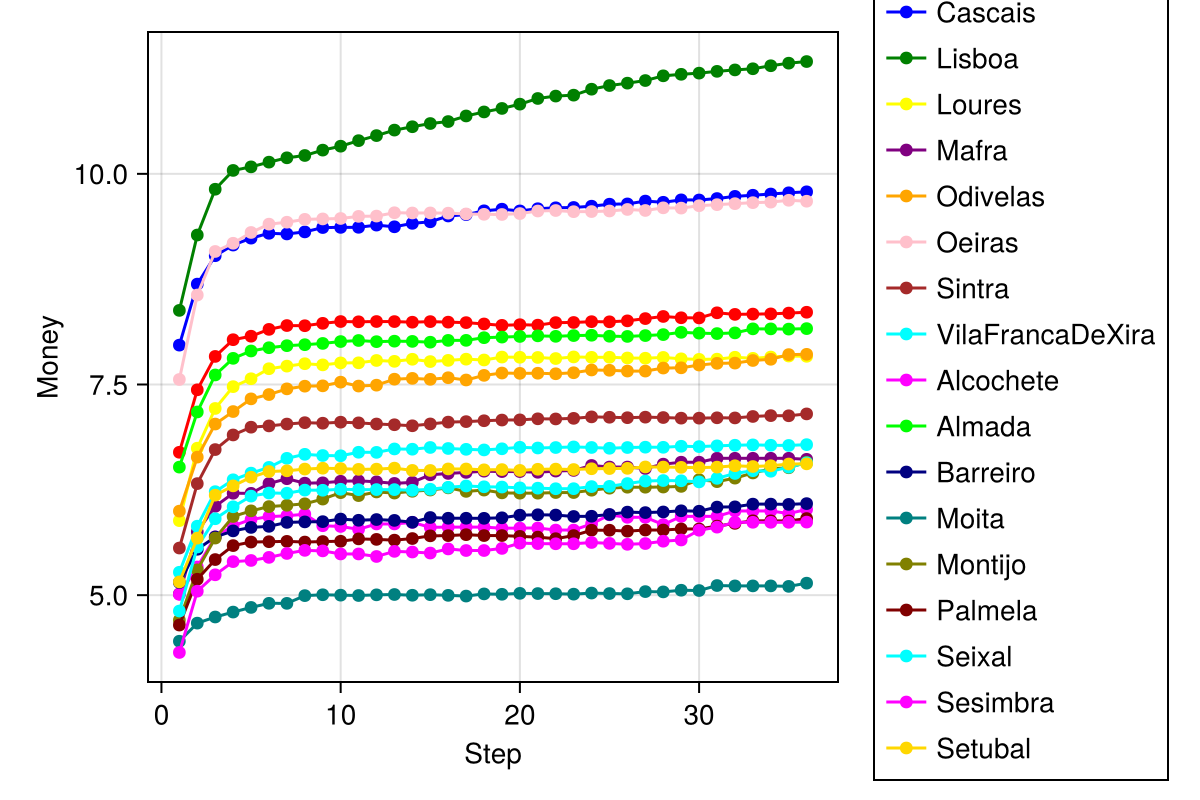 Cascais
Lisboa
Loures
Mafra
Odivelas
Oeiras
Sintra
VilaFrancaDeXira
Alcochete
Almada
Barreiro
Moita
Montijo
Palmela
Seixal
Sesimbra
Setubal
10.0
7.5
5.0
Money
0 10 20 30
Step